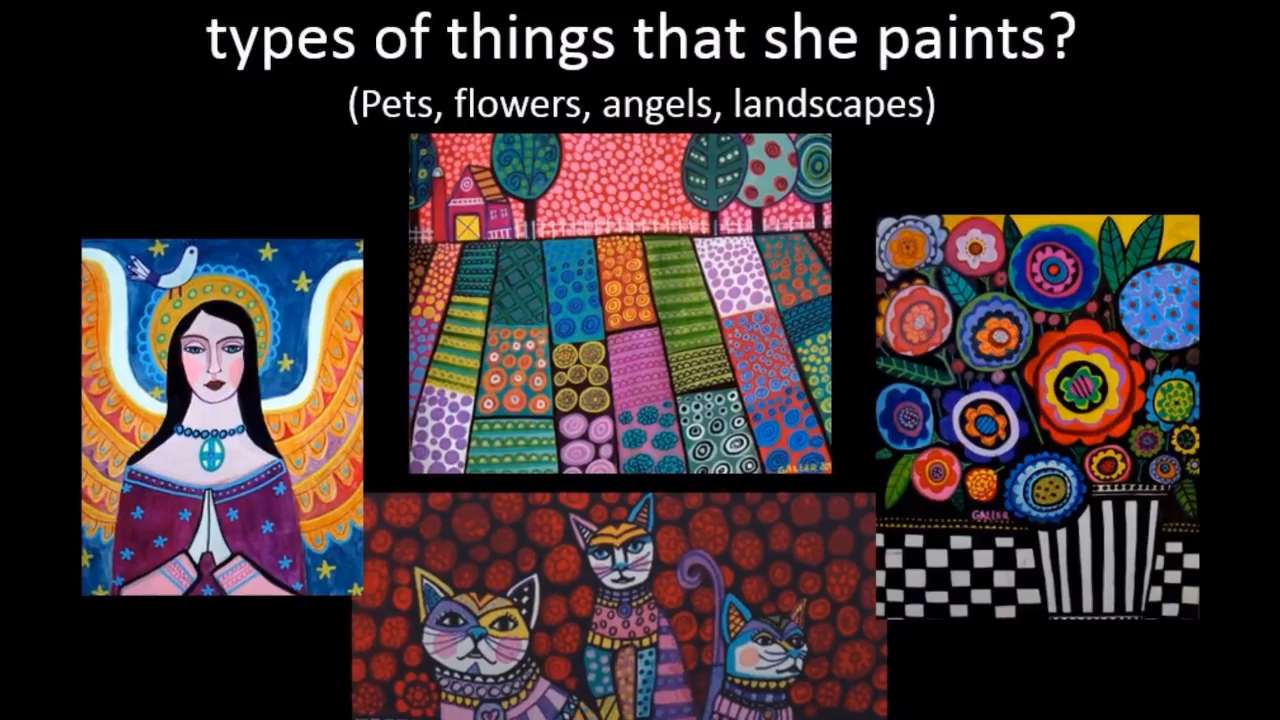 types of things that she paints?
(Pets, flowers, angels, landscapes)
GALLER
GALLER